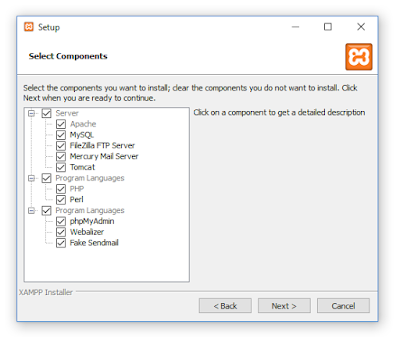 Setup
Select Components
Select the components you want to install; clear the components you do not want to install. Click
Next when you are ready to continue.
Server
Apache
MySQL
FileZilla FTP Server
Mercury Mail Server
Tomcat
Program Languages
PHP
Perl
Program Languages
phpMyAdmin
Webalizer
Fake Sendmail
Click on a component to get a detailed description
XAMPP Installer
< Back
Next >
Cancel